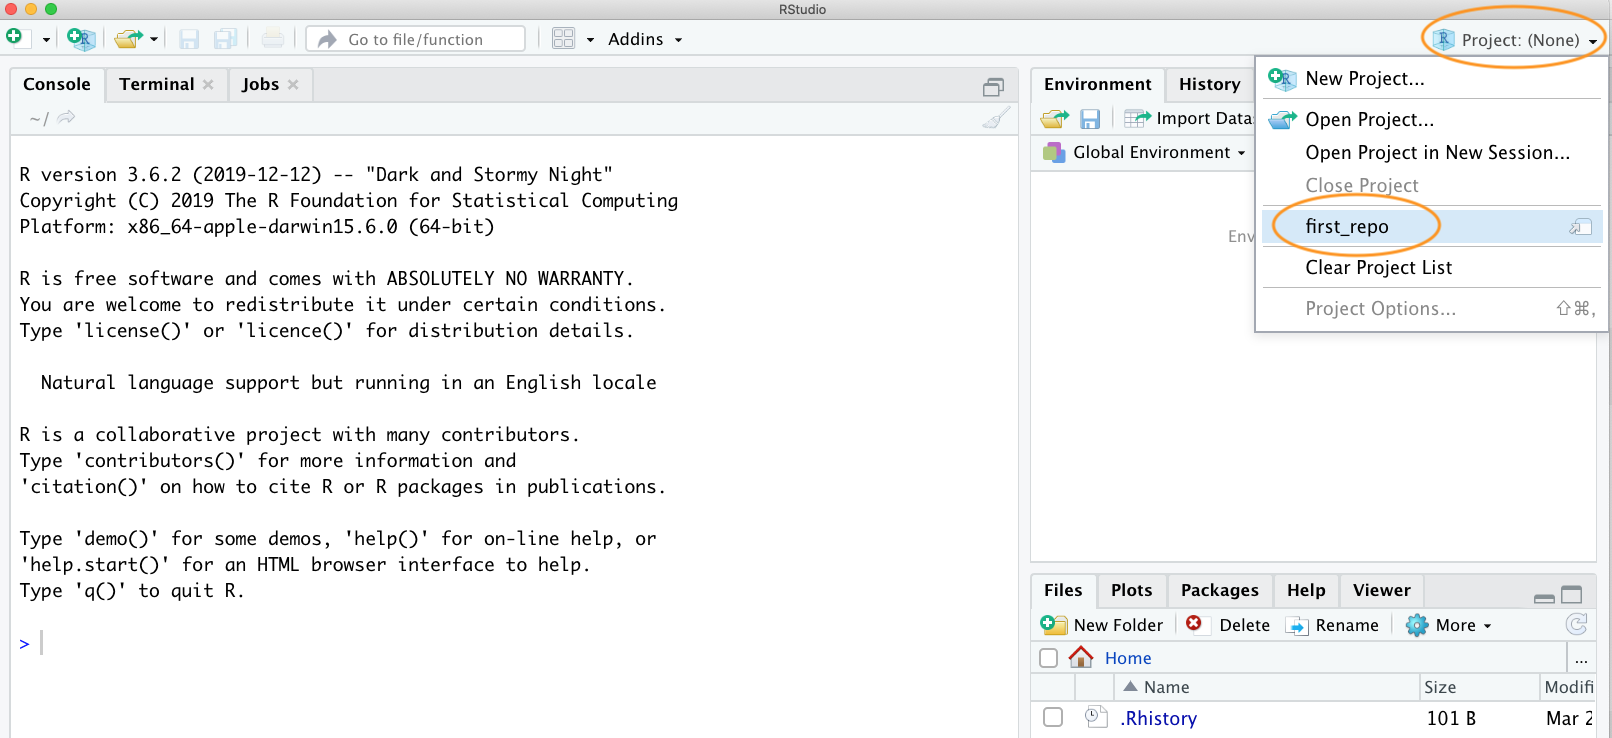 RStudio
Go to file/function
Addins
Project: (None)
Console
Terminal
Jobs
~/
R version 3.6.2 (2019-12-12) -- "Dark and Stormy Night"
Copyright (C) 2019 The R Foundation for Statistical Computing
Platform: x86_64-apple-darwin15.6.0 (64-bit)
R is free software and comes with ABSOLUTELY NO WARRANTY.
You are welcome to redistribute it under certain conditions.
Type 'license()' or 'licence()' for distribution details.
Natural language support but running in an English locale
R is a collaborative project with many contributors.
Type 'contributors()' for more information and
'citation()' on how to cite R or R packages in publications.
Type 'demo()' for some demos, 'help()' for on-line help, or
'help.start()' for an HTML browser interface to help.
Type 'q()' to quit R.
>
Environment
History
Import Datas
Global Environment
Env
New Project...
Open Project...
Open Project in New Session...
Close Project
first_repo
Clear Project List
Project Options... ⇧⌘,
Files
Plots
Packages
Help
Viewer
New Folder
Delete
Rename
More
Home
...
Name
Size
Modifi
.Rhistory
101 B
Mar 2